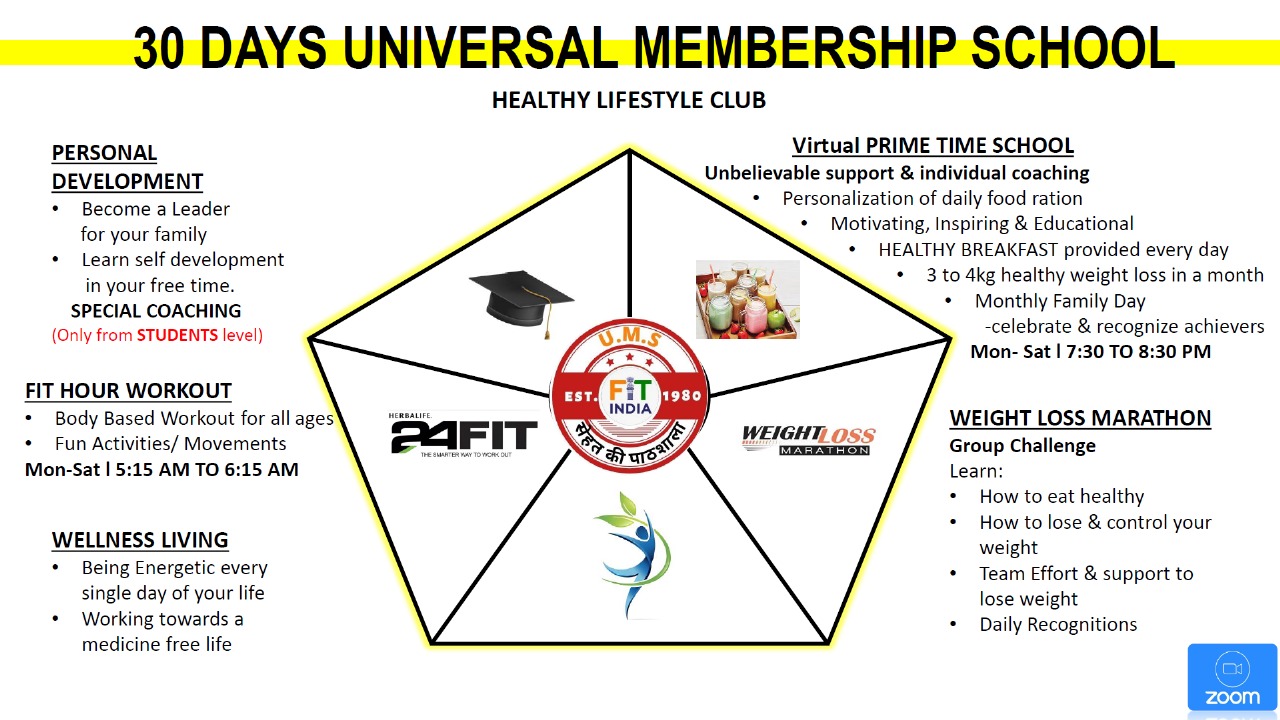 30 DAYS UNIVERSAL MEMBERSHIP SCHOOL
HEALTHY LIFESTYLE CLUB
PERSONAL
DEVELOPMENT
• Become a Leader
for your family
• Learn self development
in your free time.
SPECIAL COACHING
(Only from STUDENTS level)
FIT HOUR WORKOUT
• Body Based Workout for all ages
• Fun Activities/ Movements
Mon-Sat l 5:15 AM TO 6:15 AM
WELLNESS LIVING
• Being Energetic every
single day of your life
• Working towards a
medicine free life
Virtual PRIME TIME SCHOOL
Unbelievable support & individual coaching
• Personalization of daily food ration
• Motivating, Inspiring & Educational
• HEALTHY BREAKFAST provided every day
• 3 to 4kg healthy weight loss in a month
• Monthly Family Day
-celebrate & recognize achievers
Mon- Sat l 7:30 TO 8:30 PM
WEIGHT LOSS MARATHON
Group Challenge
Learn:
• How to eat healthy
• How to lose & control your
weight
• Team Effort & support to
lose weight
• Daily Recognitions
U.M.S
EST. FiT 1980
INDIA
सेहत की पाठशाला
HERBALIFE.
24FIT
THE SMARTER WAY TO WORK OUT
WEIGHT LOSS
MARATHON
zoom